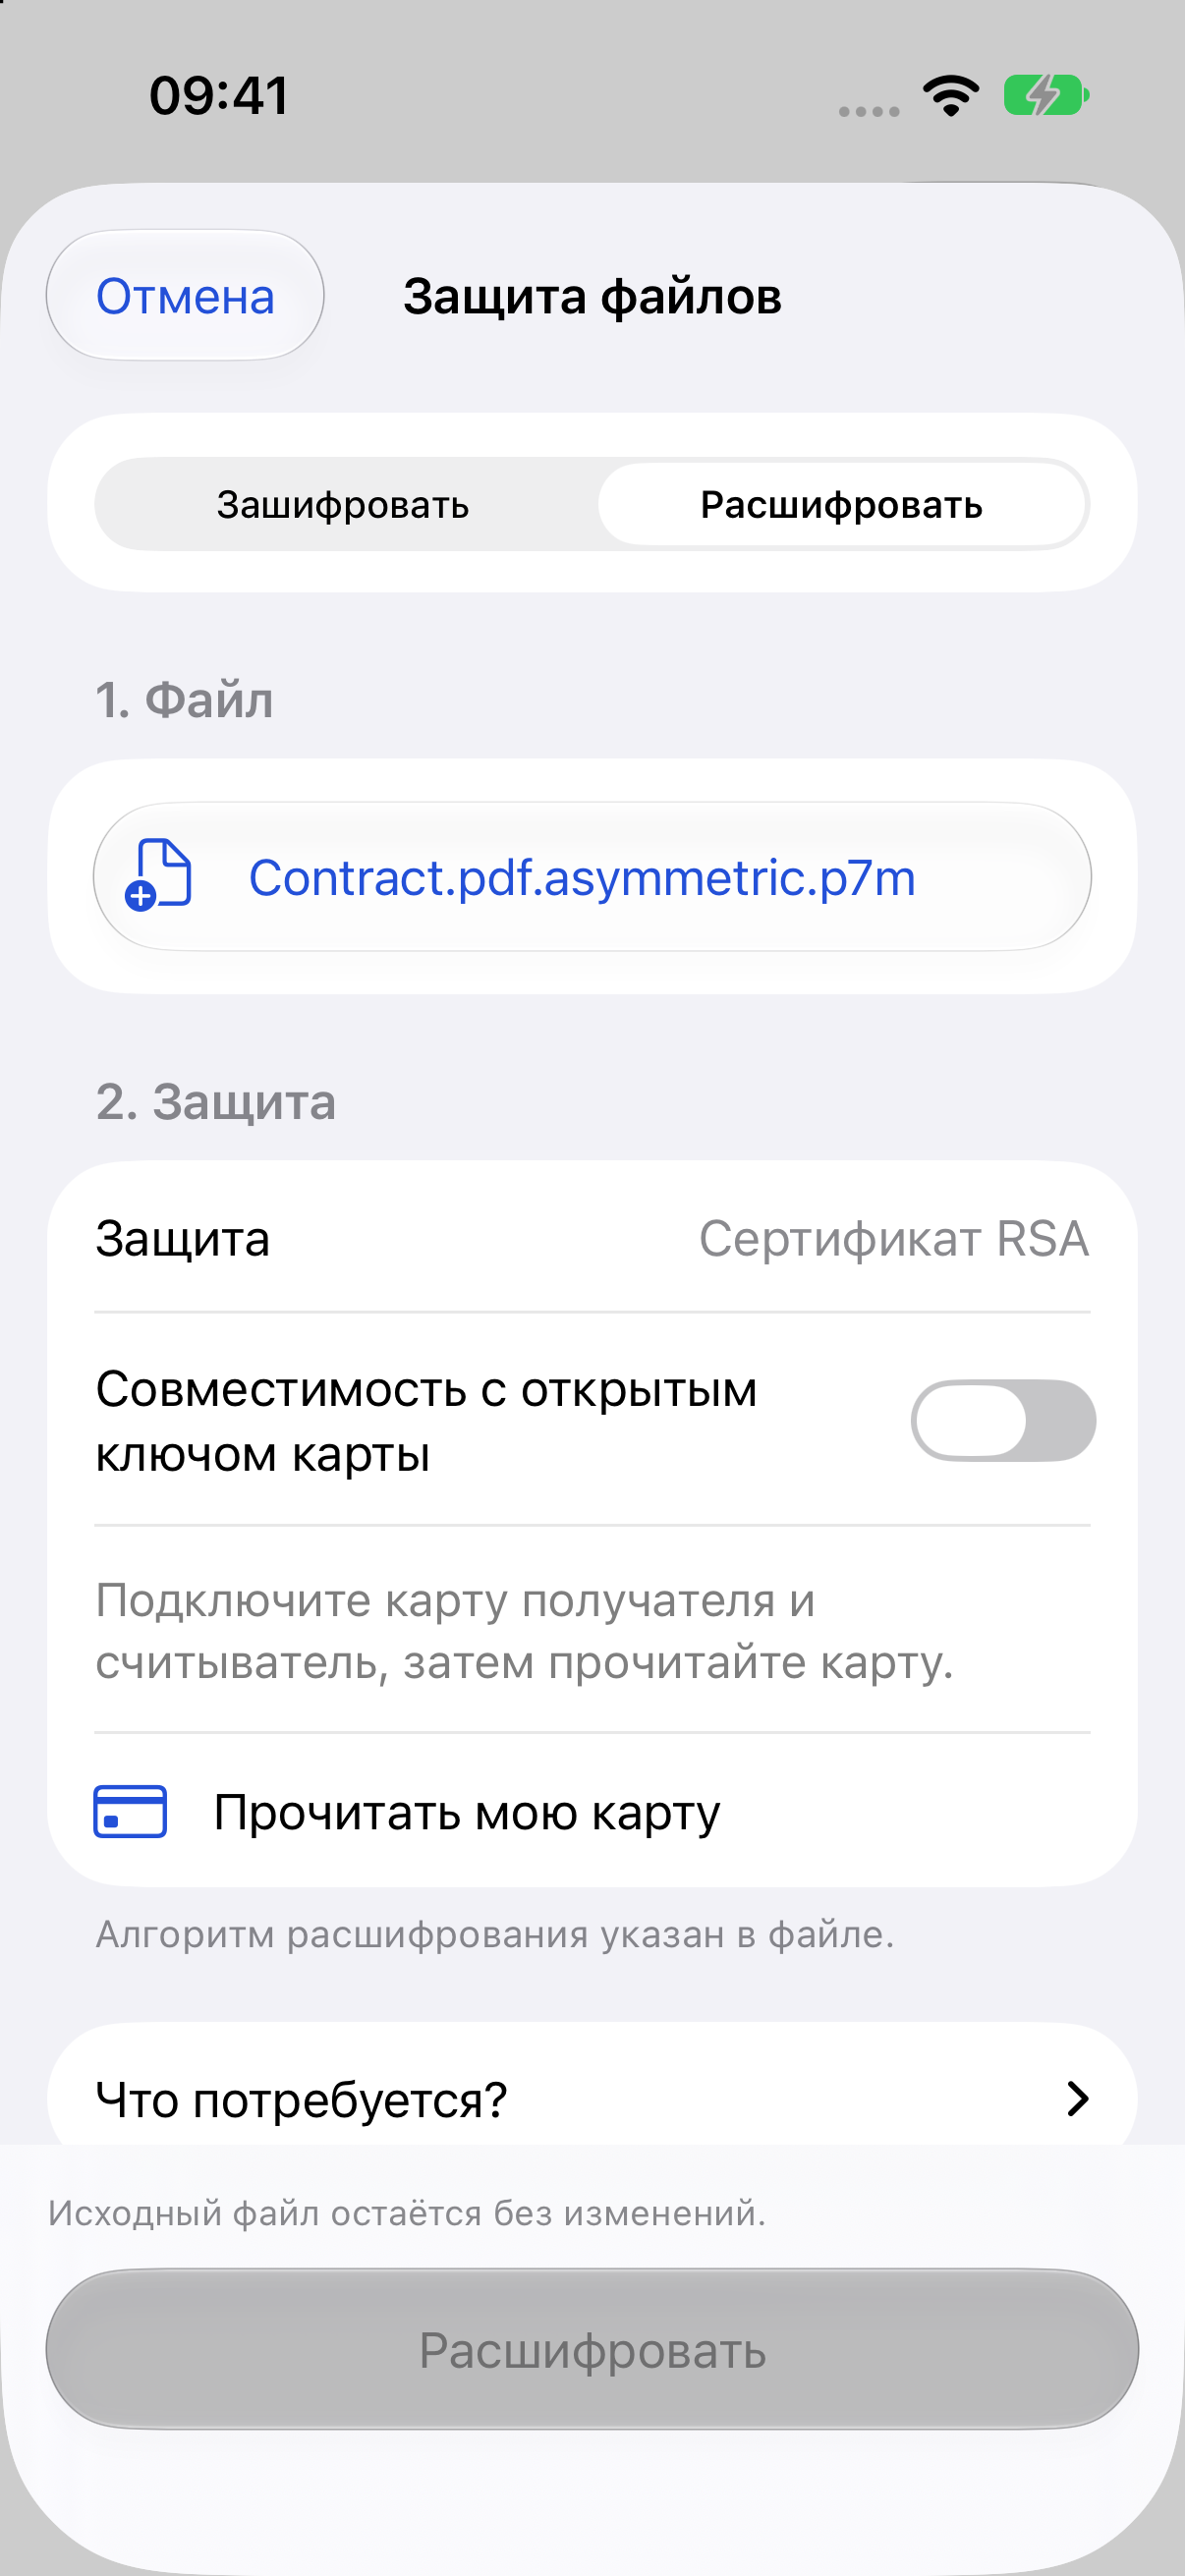 09:41
Отмена
Защита файлов
Зашифровать
Расшифровать
1. Файл
Contract.pdf.asymmetric.p7m
2. Защита
Защита
Сертификат RSA
Совместимость с открытым
ключом карты
Подключите карту получателя и
считыватель, затем прочитайте карту.
Прочитать мою карту
Алгоритм расшифрования указан в файле.
Что потребуется?
Исходный файл остаётся без изменений.
Расшифровать